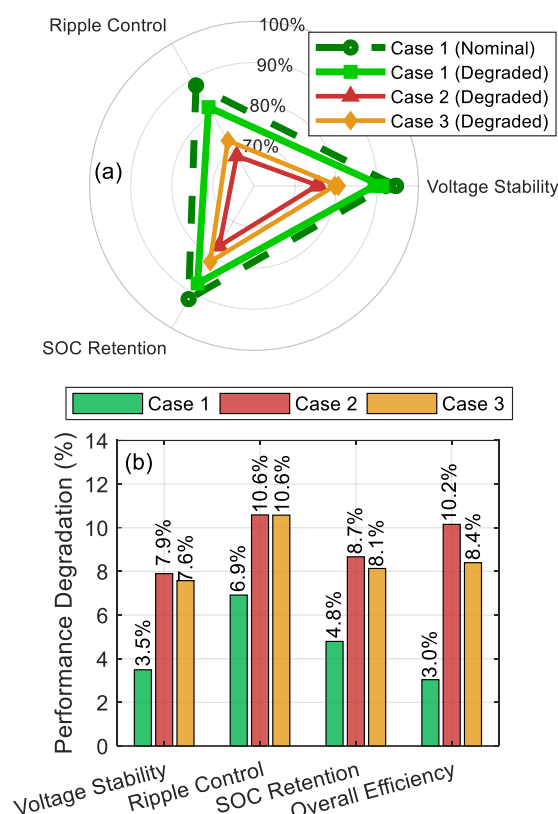 100%
Ripple Control
90%
80%
70%
Case 1 (Nominal)
Case 1 (Degraded)
Case 2 (Degraded)
Case 3 (Degraded)
(a)
Voltage Stability
SOC Retention
Case 1 Case 2 Case 3
Performance Degradation (%)
(b)
14
12
10
8
6
4
2
0
3.5% 7.9% 7.6% 6.9% 10.6% 10.6% 4.8% 8.7% 8.1% 3.0% 10.2% 8.4%
Voltage Stability
Ripple Control
SOC Retention
Overall Efficiency